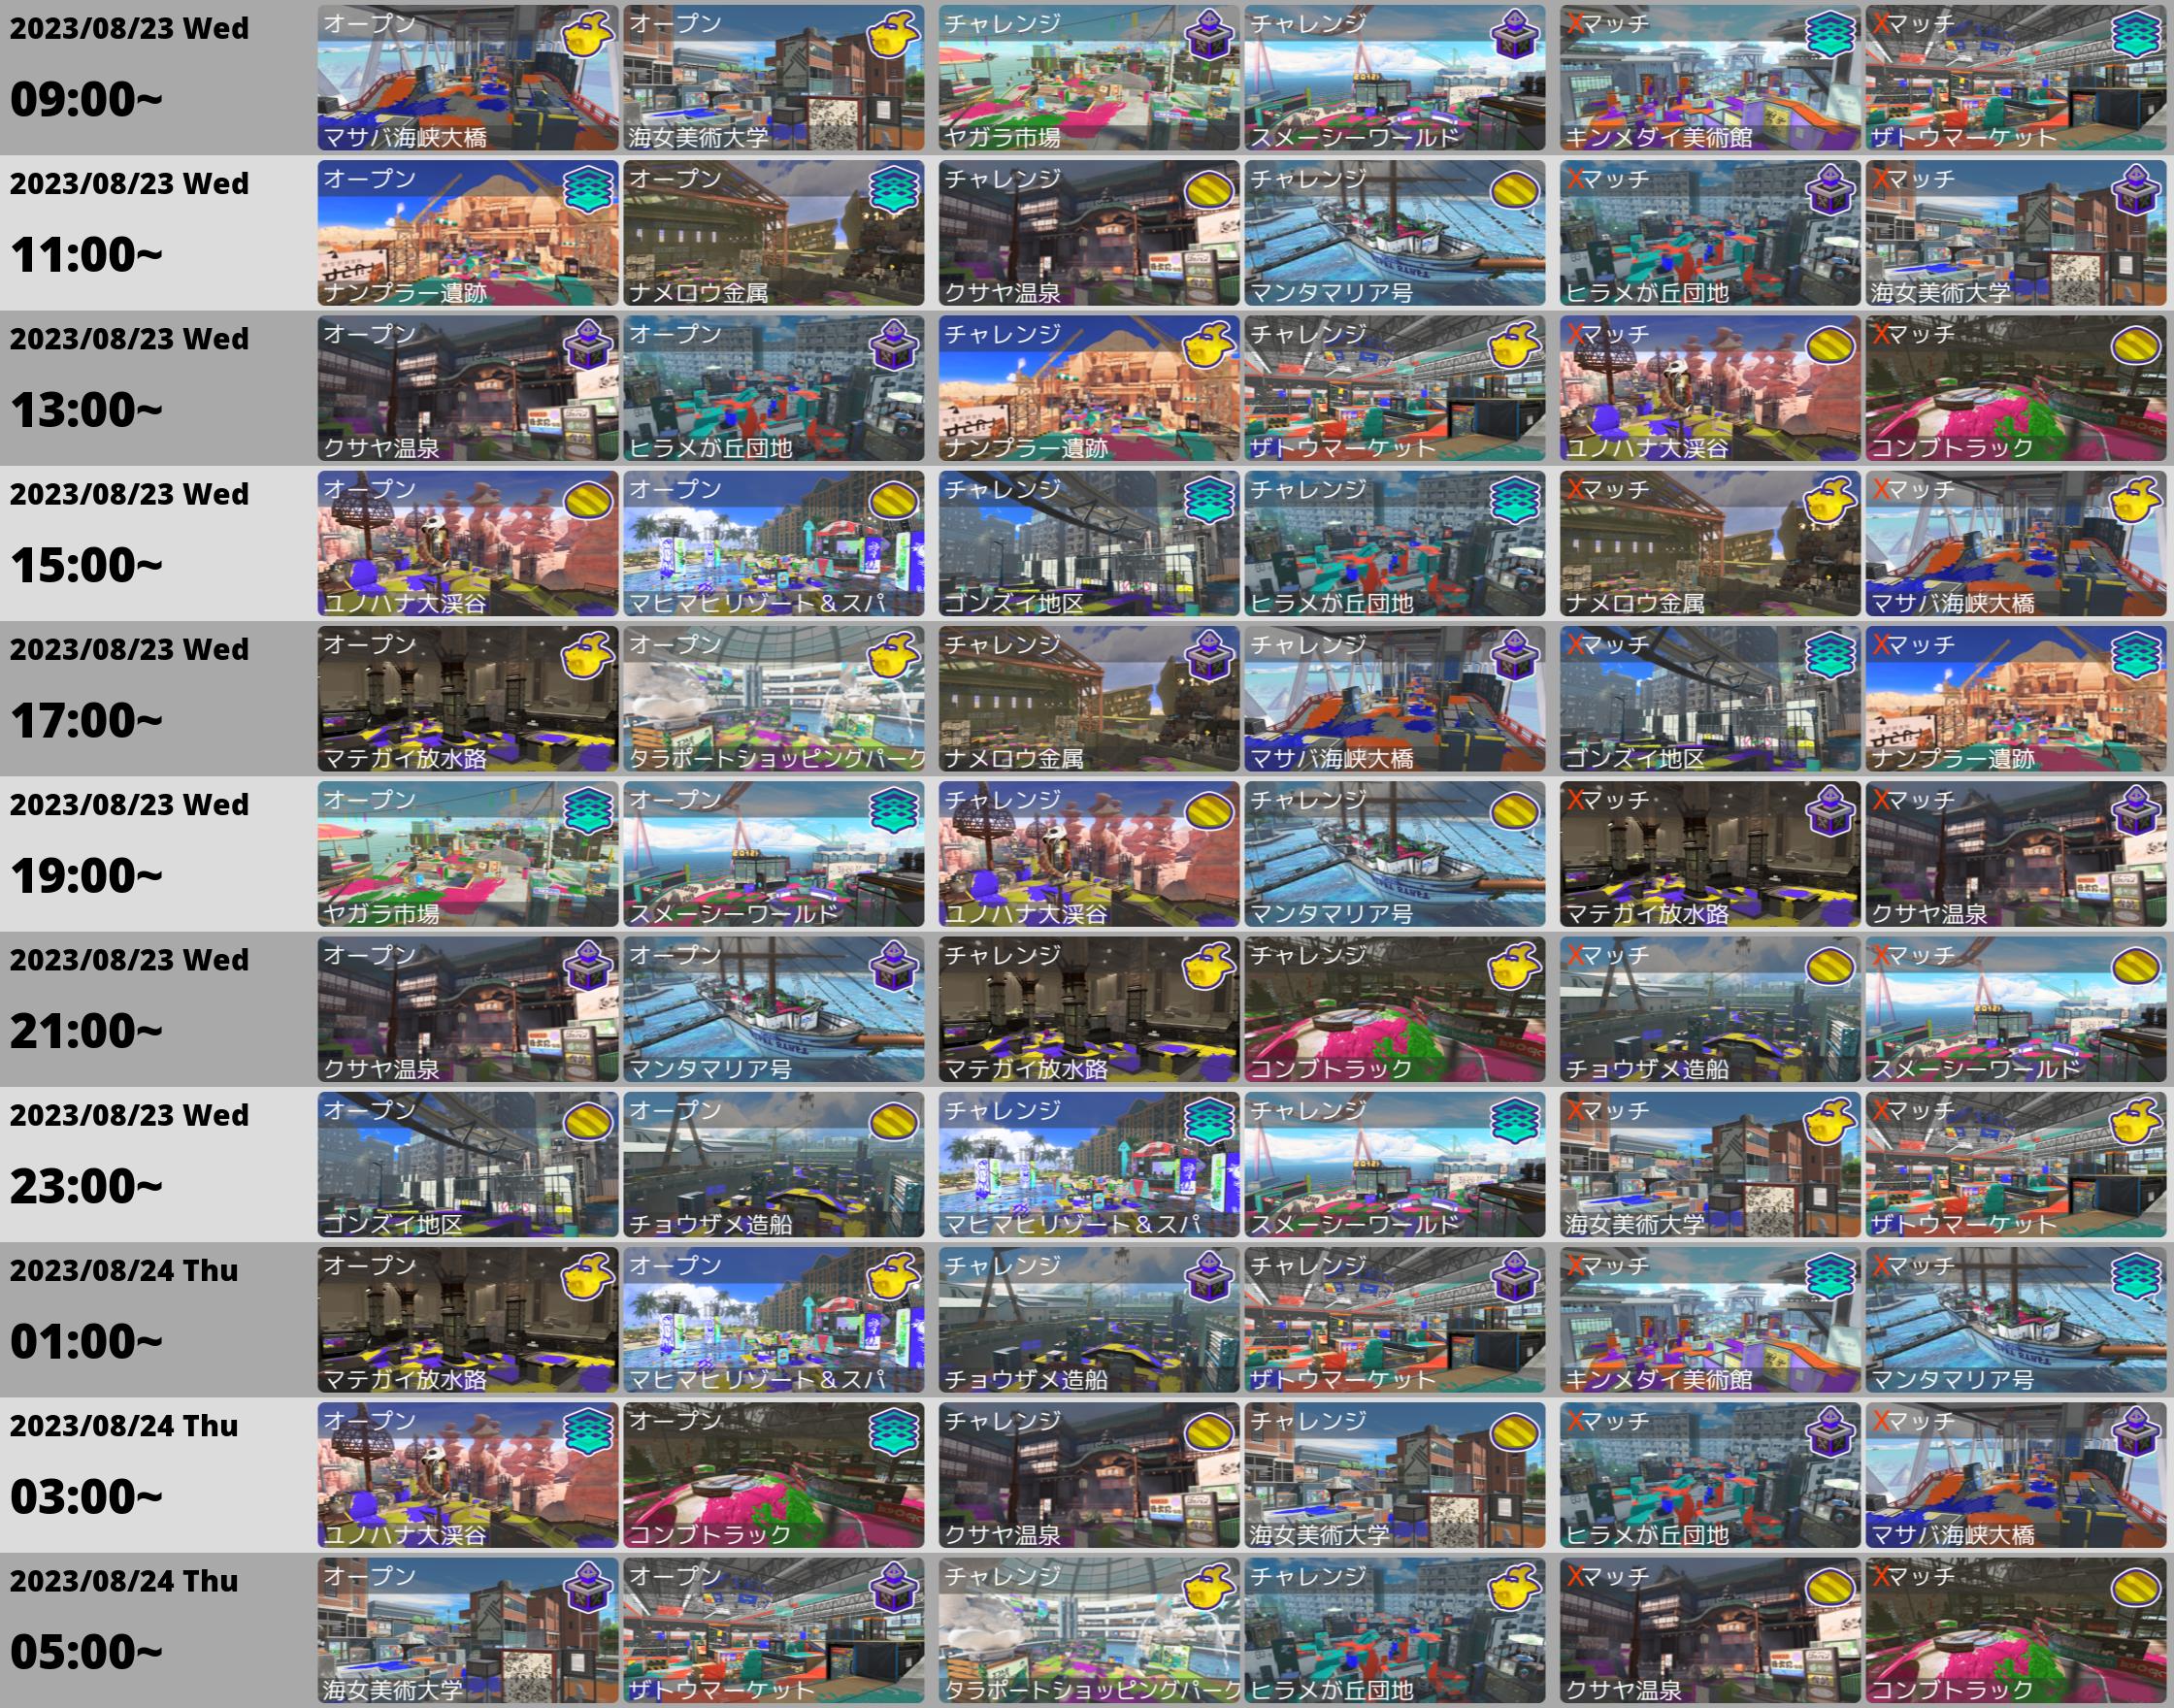 2023/08/23 Wed
09:00~
オープン
マサバ海峡大橋
オープン
海女美術大学
チャレンジ
ヤガラ市場
チャレンジ
スメーシーワールド
Xマッチ
キンメダイ美術館
Xマッチ
ザトウマーケット
2023/08/23 Wed
11:00~
オープン
ナンプラー遺跡
オープン
ナメロウ金属
チャレンジ
クサヤ温泉
チャレンジ
マンタマリア号
Xマッチ
ヒラメが丘団地
Xマッチ
海女美術大学
2023/08/23 Wed
13:00~
オープン
クサヤ温泉
オープン
ヒラメが丘団地
チャレンジ
ナンプラー遺跡
チャレンジ
ザトウマーケット
Xマッチ
ユノハナ大渓谷
Xマッチ
コンブトラック
2023/08/23 Wed
15:00~
オープン
ユノハナ大渓谷
オープン
マヒマヒリゾート＆スパ
チャレンジ
ゴンズイ地区
チャレンジ
ヒラメが丘団地
Xマッチ
ナメロウ金属
Xマッチ
マサバ海峡大橋
2023/08/23 Wed
17:00~
オープン
マテガイ放水路
オープン
タラポートショッピングパーク
チャレンジ
ナメロウ金属
チャレンジ
マサバ海峡大橋
Xマッチ
ゴンズイ地区
Xマッチ
ナンプラー遺跡
2023/08/23 Wed
19:00~
オープン
ヤガラ市場
オープン
スメーシーワールド
チャレンジ
ユノハナ大渓谷
チャレンジ
マンタマリア号
Xマッチ
マテガイ放水路
Xマッチ
クサヤ温泉
2023/08/23 Wed
21:00~
オープン
クサヤ温泉
オープン
マンタマリア号
チャレンジ
マテガイ放水路
チャレンジ
コンブトラック
Xマッチ
チョウザメ造船
Xマッチ
スメーシーワールド
2023/08/23 Wed
23:00~
オープン
ゴンズイ地区
オープン
チョウザメ造船
チャレンジ
マヒマヒリゾート＆スパ
チャレンジ
スメーシーワールド
Xマッチ
海女美術大学
Xマッチ
ザトウマーケット
2023/08/24 Thu
01:00~
オープン
マテガイ放水路
オープン
マヒマヒリゾート＆スパ
チャレンジ
チョウザメ造船
チャレンジ
ザトウマーケット
Xマッチ
キンメダイ美術館
Xマッチ
マンタマリア号
2023/08/24 Thu
03:00~
オープン
ユノハナ大渓谷
オープン
コンブトラック
チャレンジ
クサヤ温泉
チャレンジ
海女美術大学
Xマッチ
ヒラメが丘団地
Xマッチ
マサバ海峡大橋
2023/08/24 Thu
05:00~
オープン
海女美術大学
オープン
ザトウマーケット
チャレンジ
タラポートショッピングパーク
チャレンジ
ヒラメが丘団地
Xマッチ
クサヤ温泉
Xマッチ
コンブトラック